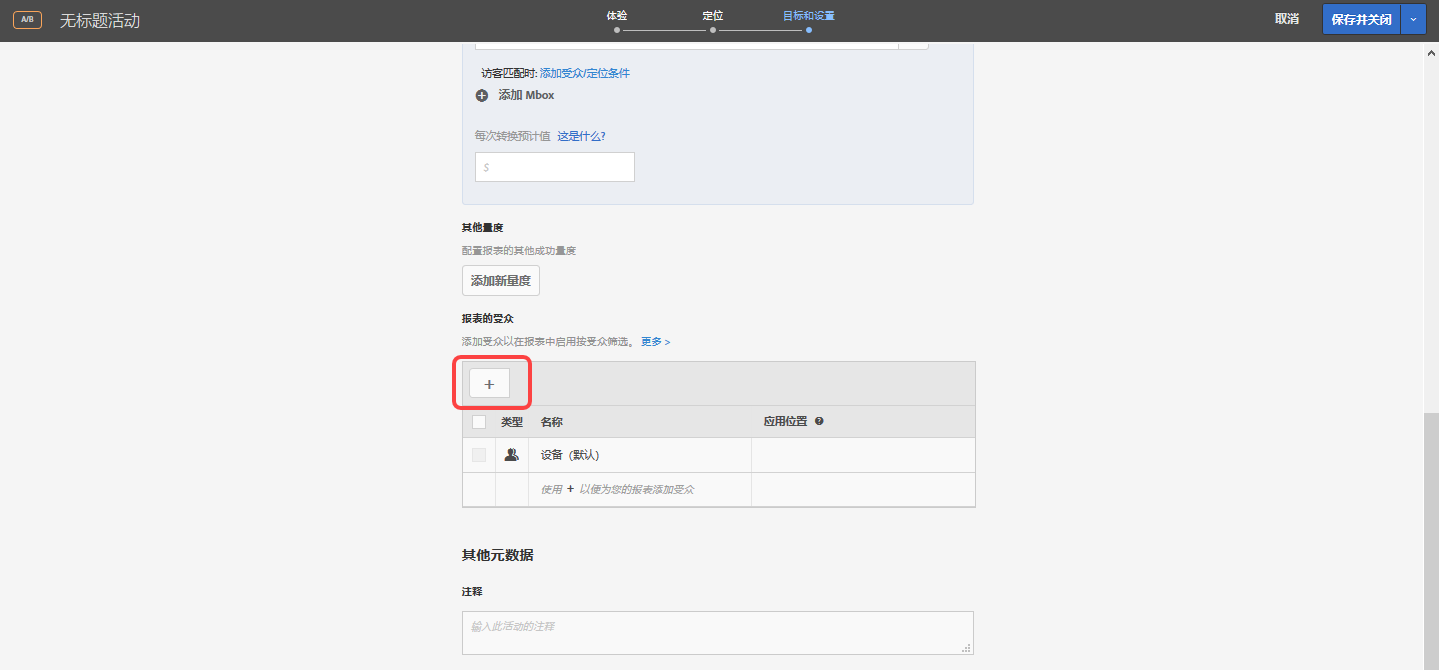 A/B 无标题活动 体验 定位 目标和设置 取消 保存并关闭
访客匹配时: 添加受众/定位条件
添加 Mbox
每次转换预计值 这是什么?
$
其他量度
配置报表的其他成功量度
添加新量度
报表的受众
添加受众以在报表中启用按受众筛选。 更多 >
+
类型 名称 应用位置 ?
设备（默认）
使用 + 以便为您的报表添加受众
其他元数据
注释
输入此活动的注释